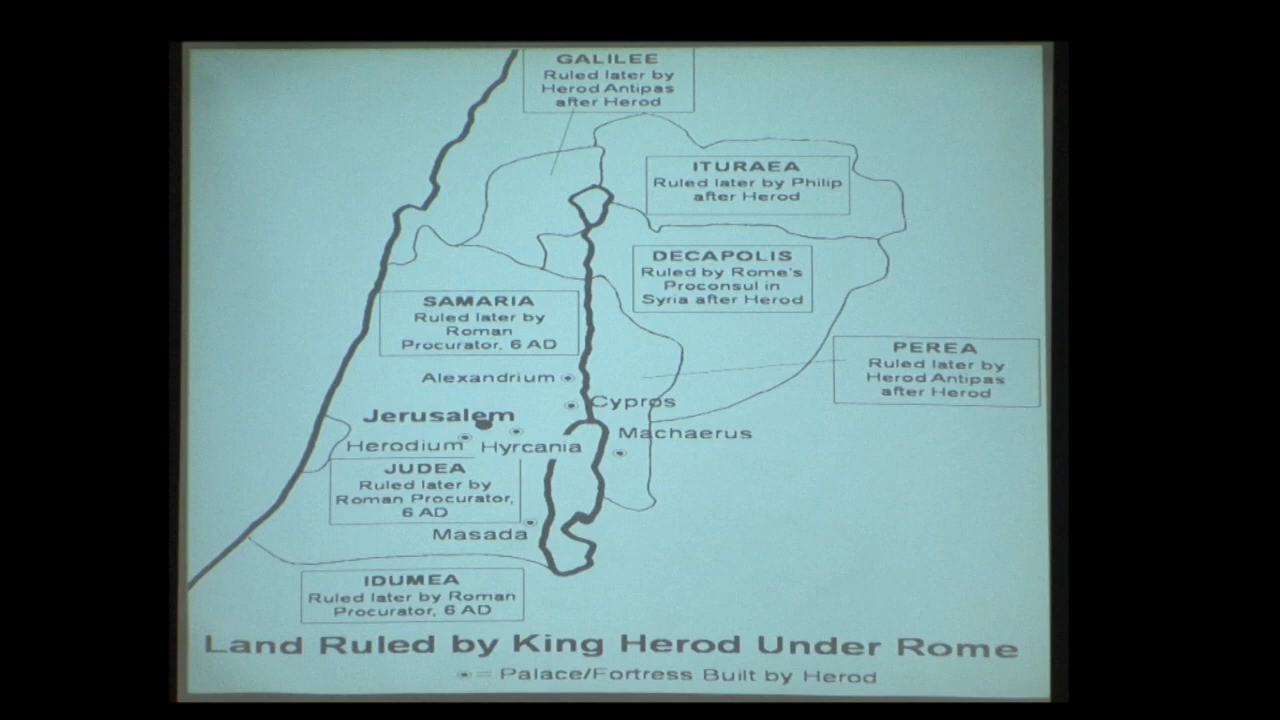 GALILEE
Ruled later by
Herod Antipas
after Herod
ITURAEA
Ruled later by Philip
after Herod
DECAPOLIS
Ruled by Rome's
Proconsul in
Syria after Herod
SAMARIA
Ruled later by
Roman
Procurator, 6 AD
PEREA
Ruled later by
Herod Antipas
after Herod
Alexandrium
Cypros
Jerusalem
Machaerus
Herodium
Hyrcania
JUDEA
Ruled later by
Roman Procurator,
6 AD
Masada
IDUMEA
Ruled later by Roman
Procurator, 6 AD
Land Ruled by King Herod Under Rome
= Palace/Fortress Built by Herod